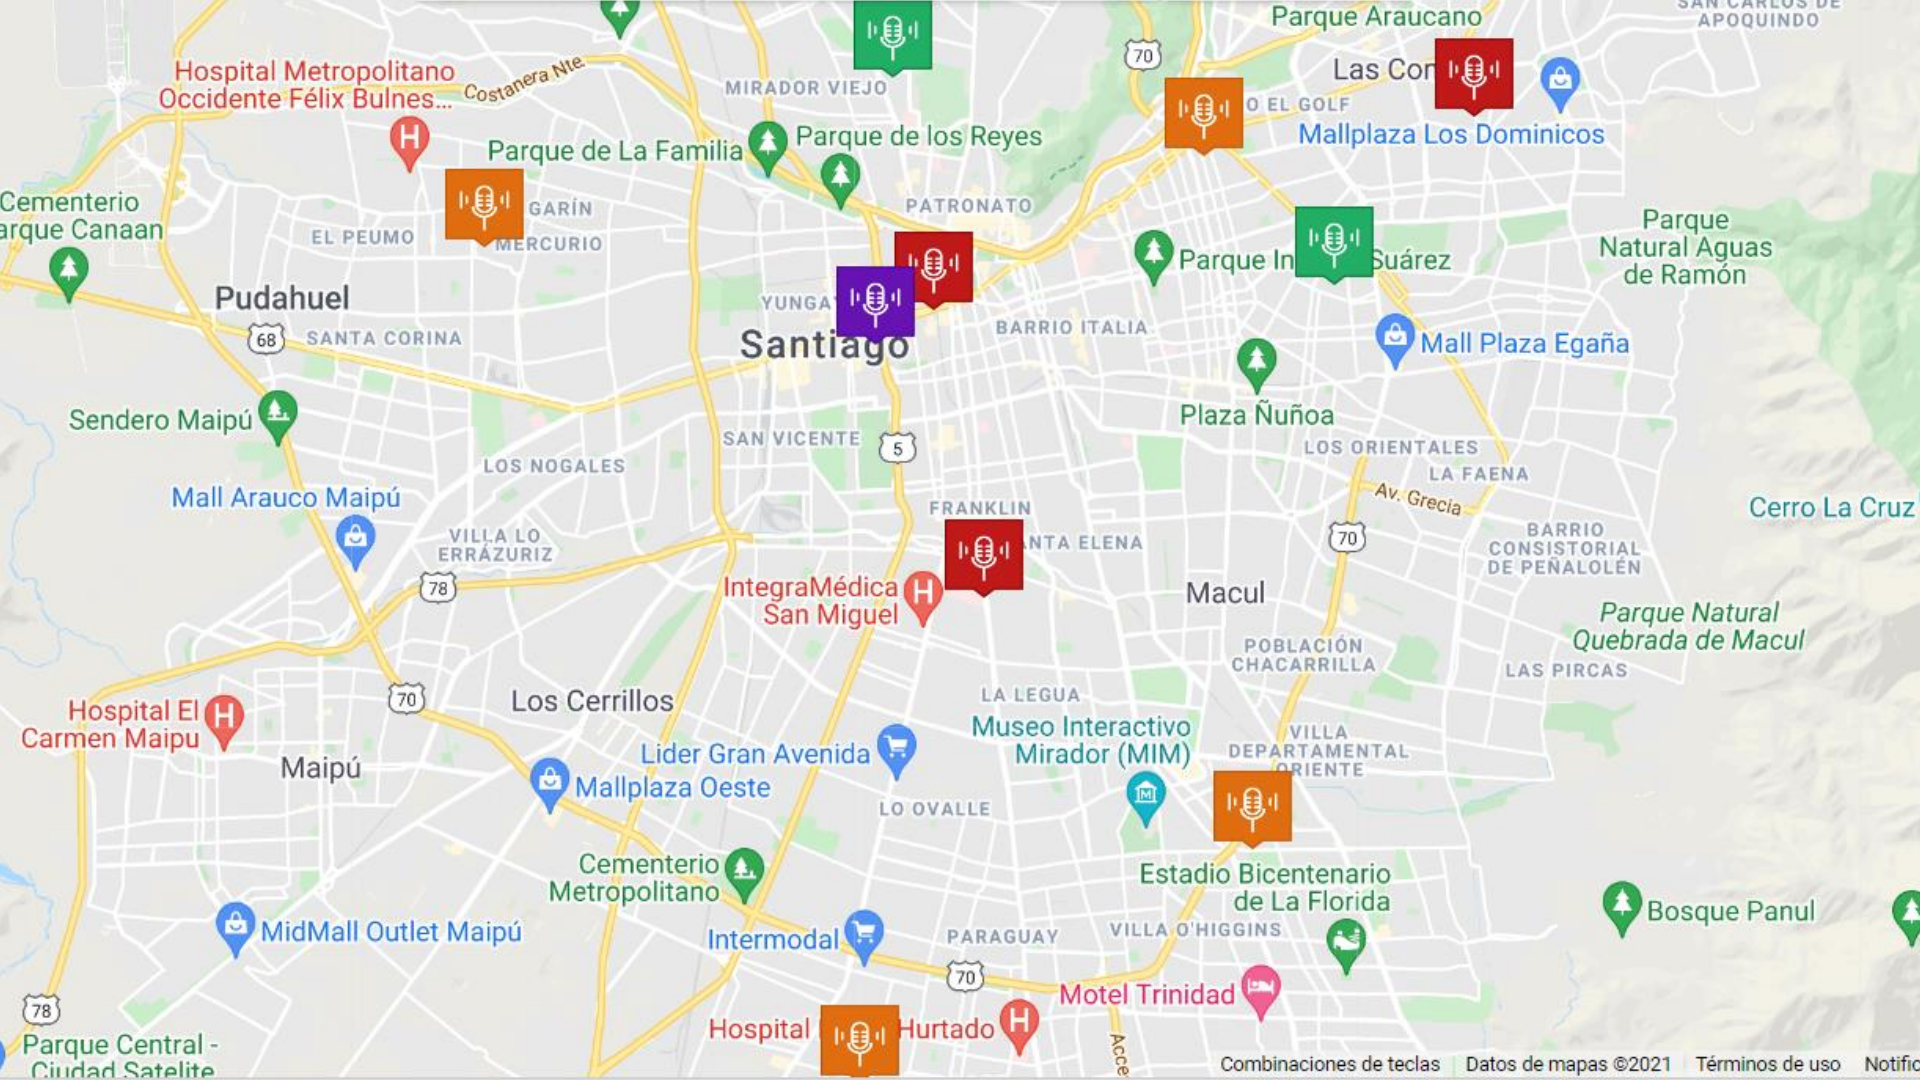 SAN CARLOS DE
APOQUINDO
Parque Araucano
70
Las Con
Hospital Metropolitano
Occidente Félix Bulnes...
Costanera Nte.
MIRADOR VIEJO
O EL GOLF
Mallplaza Los Dominicos
H
Parque de La Familia
Parque de los Reyes
Cementerio
arque Canaan
GARÍN
PATRONATO
EL PEUMO
MERCURIO
Parque
Natural Aguas
de Ramón
Parque In
Suárez
Pudahuel
YUNGA
68
SANTA CORINA
Santiago
BARRIO ITALIA
Mall Plaza Egaña
Sendero Maipú
Plaza Ñuñoa
SAN VICENTE
5
LOS ORIENTALES
LOS NOGALES
LA FAENA
Mall Arauco Maipú
Av. Grecia
FRANKLIN
Cerro La Cruz
VILLA LO
ERRÁZURIZ
ANTA ELENA
70
BARRIO
CONSISTORIAL
DE PEÑALOLÉN
78
IntegraMédica
San Miguel
H
Macul
Parque Natural
Quebrada de Macul
POBLACIÓN
CHACARRILLA
LAS PIRCAS
70
Los Cerrillos
LA LEGUA
Hospital El
Carmen Maipu
H
Museo Interactivo
Mirador (MIM)
VILLA
DEPARTAMENTAL
ORIENTE
Maipú
Lider Gran Avenida
Mallplaza Oeste
M
LO OVALLE
Cementerio
Metropolitano
Estadio Bicentenario
de La Florida
Bosque Panul
MidMall Outlet Maipú
Intermodal
PARAGUAY
VILLA O'HIGGINS
70
Motel Trinidad
78
Hospital
Hurtado
H
Acce
Parque Central -
Ciudad Satelite
Combinaciones de teclas
Datos de mapas ©2021
Términos de uso
Notific